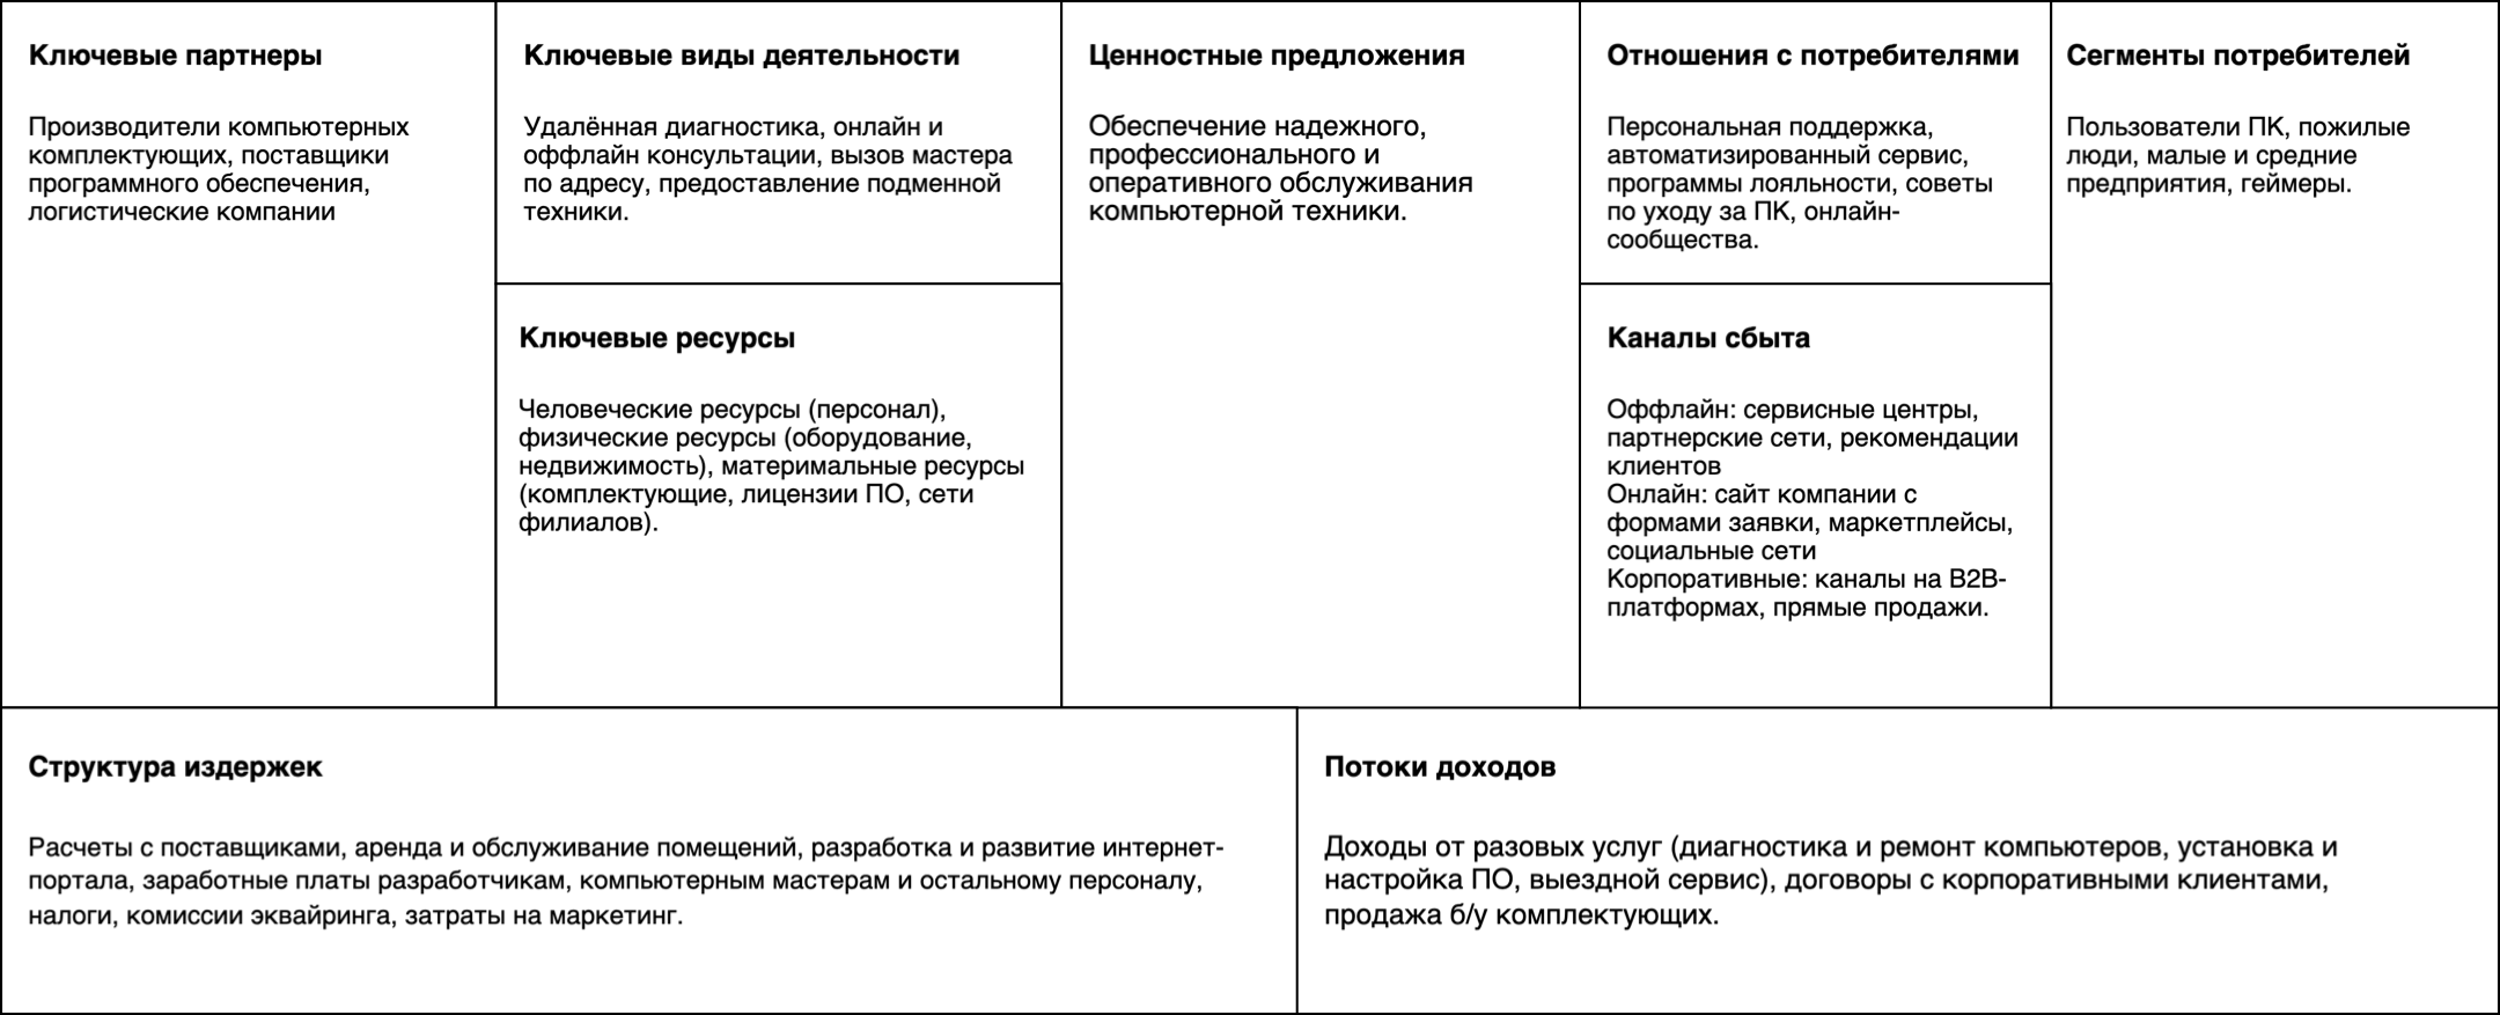 Ключевые партнеры
Производители компьютерных
комплектующих, поставщики
программного обеспечения,
логистические компании
Ключевые виды деятельности
Удалённая диагностика, онлайн и
оффлайн консультации, вызов мастера
по адресу, предоставление подменной
техники.
Ключевые ресурсы
Человеческие ресурсы (персонал),
физические ресурсы (оборудование,
недвижимость), материмальные ресурсы
(комплектующие, лицензии ПО, сети
филиалов).
Ценностные предложения
Обеспечение надежного,
профессионального и
оперативного обслуживания
компьютерной техники.
Отношения с потребителями
Персональная поддержка,
автоматизированный сервис,
программы лояльности, советы
по уходу за ПК, онлайн-
сообщества.
Каналы сбыта
Оффлайн: сервисные центры,
партнерские сети, рекомендации
клиентов
Онлайн: сайт компании с
формами заявки, маркетплейсы,
социальные сети
Корпоративные: каналы на B2B-
платформах, прямые продажи.
Сегменты потребителей
Пользователи ПК, пожилые
люди, малые и средние
предприятия, геймеры.
Структура издержек
Расчеты с поставщиками, аренда и обслуживание помещений, разработка и развитие интернет-
портала, заработные платы разработчикам, компьютерным мастерам и остальному персоналу,
налоги, комиссии эквайринга, затраты на маркетинг.
Потоки доходов
Доходы от разовых услуг (диагностика и ремонт компьютеров, установка и
настройка ПО, выездной сервис), договоры с корпоративными клиентами,
продажа б/у комплектующих.